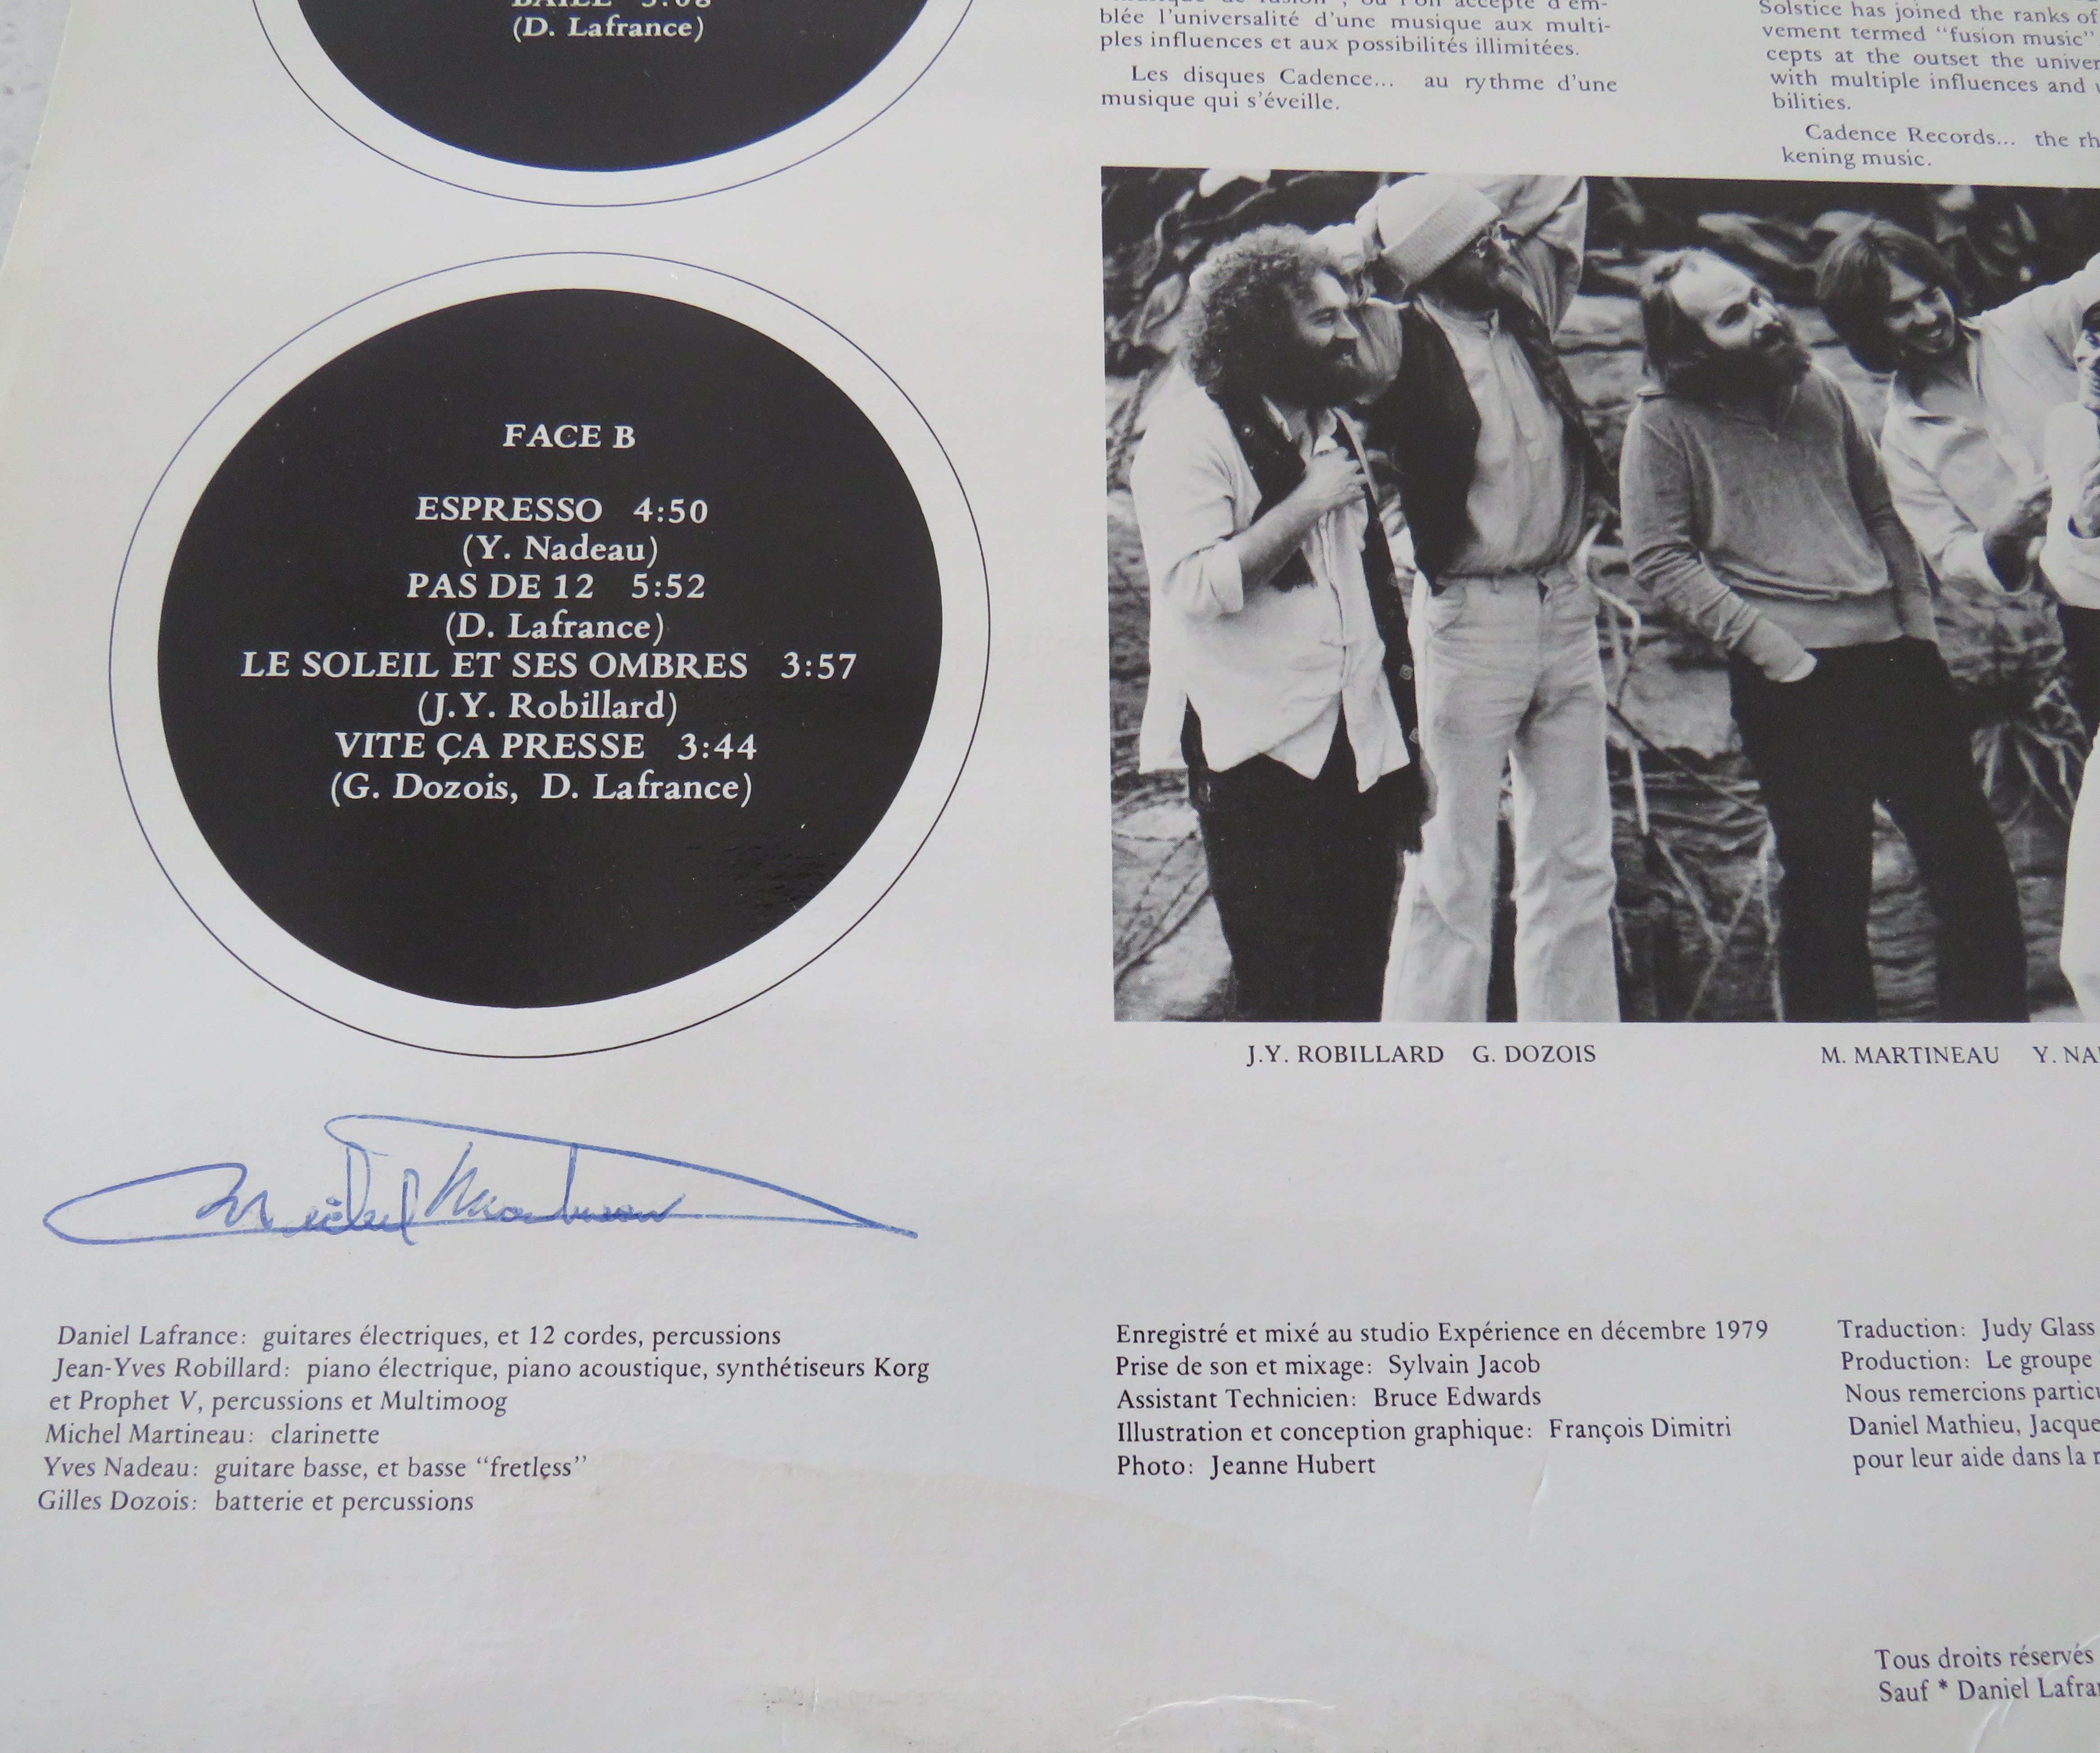 (D. Lafrance)
blée l'universalité d'une musique aux multi-
ples influences et aux possibilités illimitées.
Les disques Cadence... au rythme d'une
musique qui s'éveille.
Solstice has joined the ranks of
vement termed "fusion music"
cepts at the outset the univer
with multiple influences and
bilities.
Cadence Records... the rh
kening music.
FACE B
ESPRESSO 4:50
(Y. Nadeau)
PAS DE 12 5:52
(D. Lafrance)
LE SOLEIL ET SES OMBRES 3:57
(J.Y. Robillard)
VITE ÇA PRESSE 3:44
(G. Dozois, D. Lafrance)
J.Y. ROBILLARD G. DOZOIS M. MARTINEAU Y. NA
Michel Martineau
Daniel Lafrance: guitares électriques, et 12 cordes, percussions
Jean-Yves Robillard: piano électrique, piano acoustique, synthétiseurs Korg
et Prophet V, percussions et Multimoog
Michel Martineau: clarinette
Yves Nadeau: guitare basse, et basse "fretless"
Gilles Dozois: batterie et percussions
Enregistré et mixé au studio Expérience en décembre 1979
Prise de son et mixage: Sylvain Jacob
Assistant Technicien: Bruce Edwards
Illustration et conception graphique: François Dimitri
Photo: Jeanne Hubert
Traduction: Judy Glass
Production: Le groupe
Nous remercions particu
Daniel Mathieu, Jacque
pour leur aide dans la r
Tous droits réservés
Sauf * Daniel Lafra